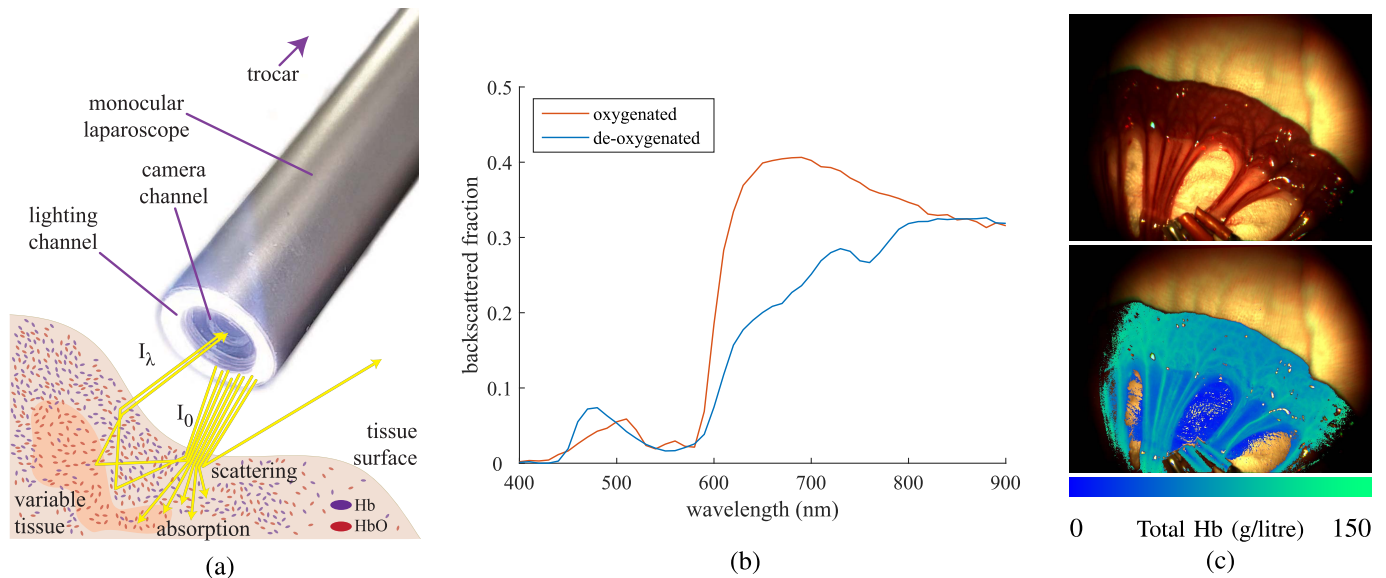 trocar
monocular
laparoscope
camera
channel
lighting
channel
I_λ
I_0
tissue
surface
scattering
variable
tissue
absorption
Hb
HbO
(a)
0.5
0.4
0.3
0.2
0.1
0
backscattered fraction
oxygenated
de-oxygenated
400 500 600 700 800 900
wavelength (nm)
(b)
0 Total Hb (g/litre) 150
(c)